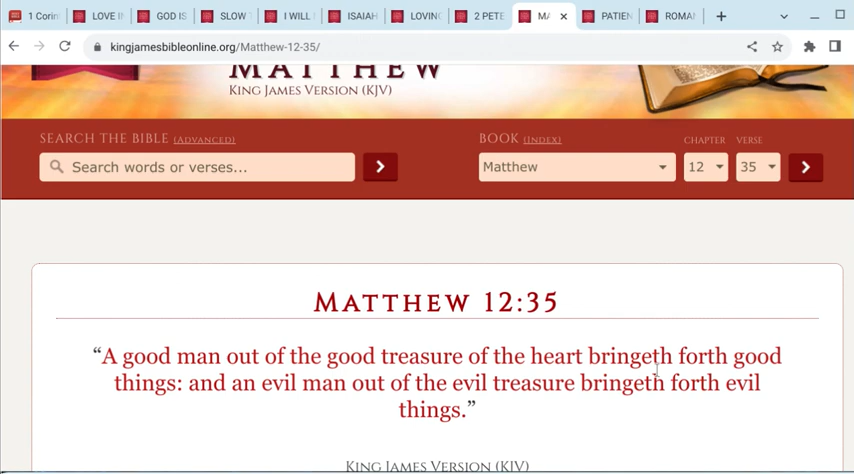 1 Corin
LOVE IN
GOD IS
SLOW T
I WILL
ISAIAH
LOVING
2 PETE
MA
PATIEN
ROMAN
kingjamesbibleonline.org/Matthew-12-35/
MATTHEW
KING JAMES VERSION (KJV)
SEARCH THE BIBLE (ADVANCED)
BOOK (INDEX)
CHAPTER
VERSE
Search words or verses...
Matthew
12
35
MATTHEW 12:35
“A good man out of the good treasure of the heart bringeth forth good
things: and an evil man out of the evil treasure bringeth forth evil
things.”
KING JAMES VERSION (KJV)